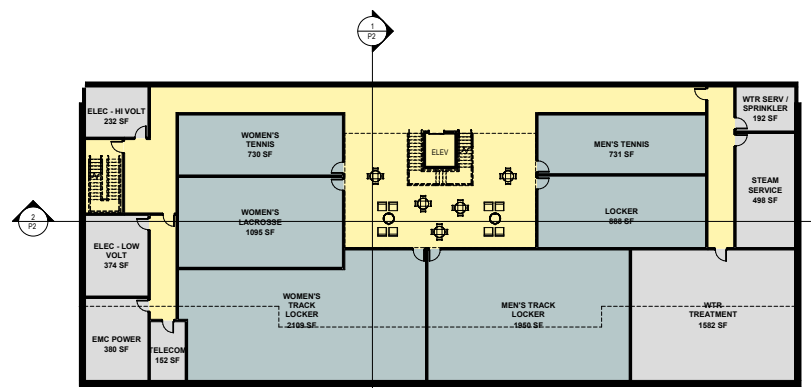 1
P2
ELEC - HI VOLT
232 SF
WOMEN'S
TENNIS
730 SF
ELEV
MEN'S TENNIS
731 SF
WTR SERV /
SPRINKLER
192 SF
STEAM
SERVICE
498 SF
2
P2
WOMEN'S
LACROSSE
1095 SF
LOCKER
888 SF
ELEC - LOW
VOLT
374 SF
WOMEN'S
TRACK
LOCKER
2109 SF
MEN'S TRACK
LOCKER
1950 SF
WTR
TREATMENT
1582 SF
EMC POWER
380 SF
TELECOM
152 SF